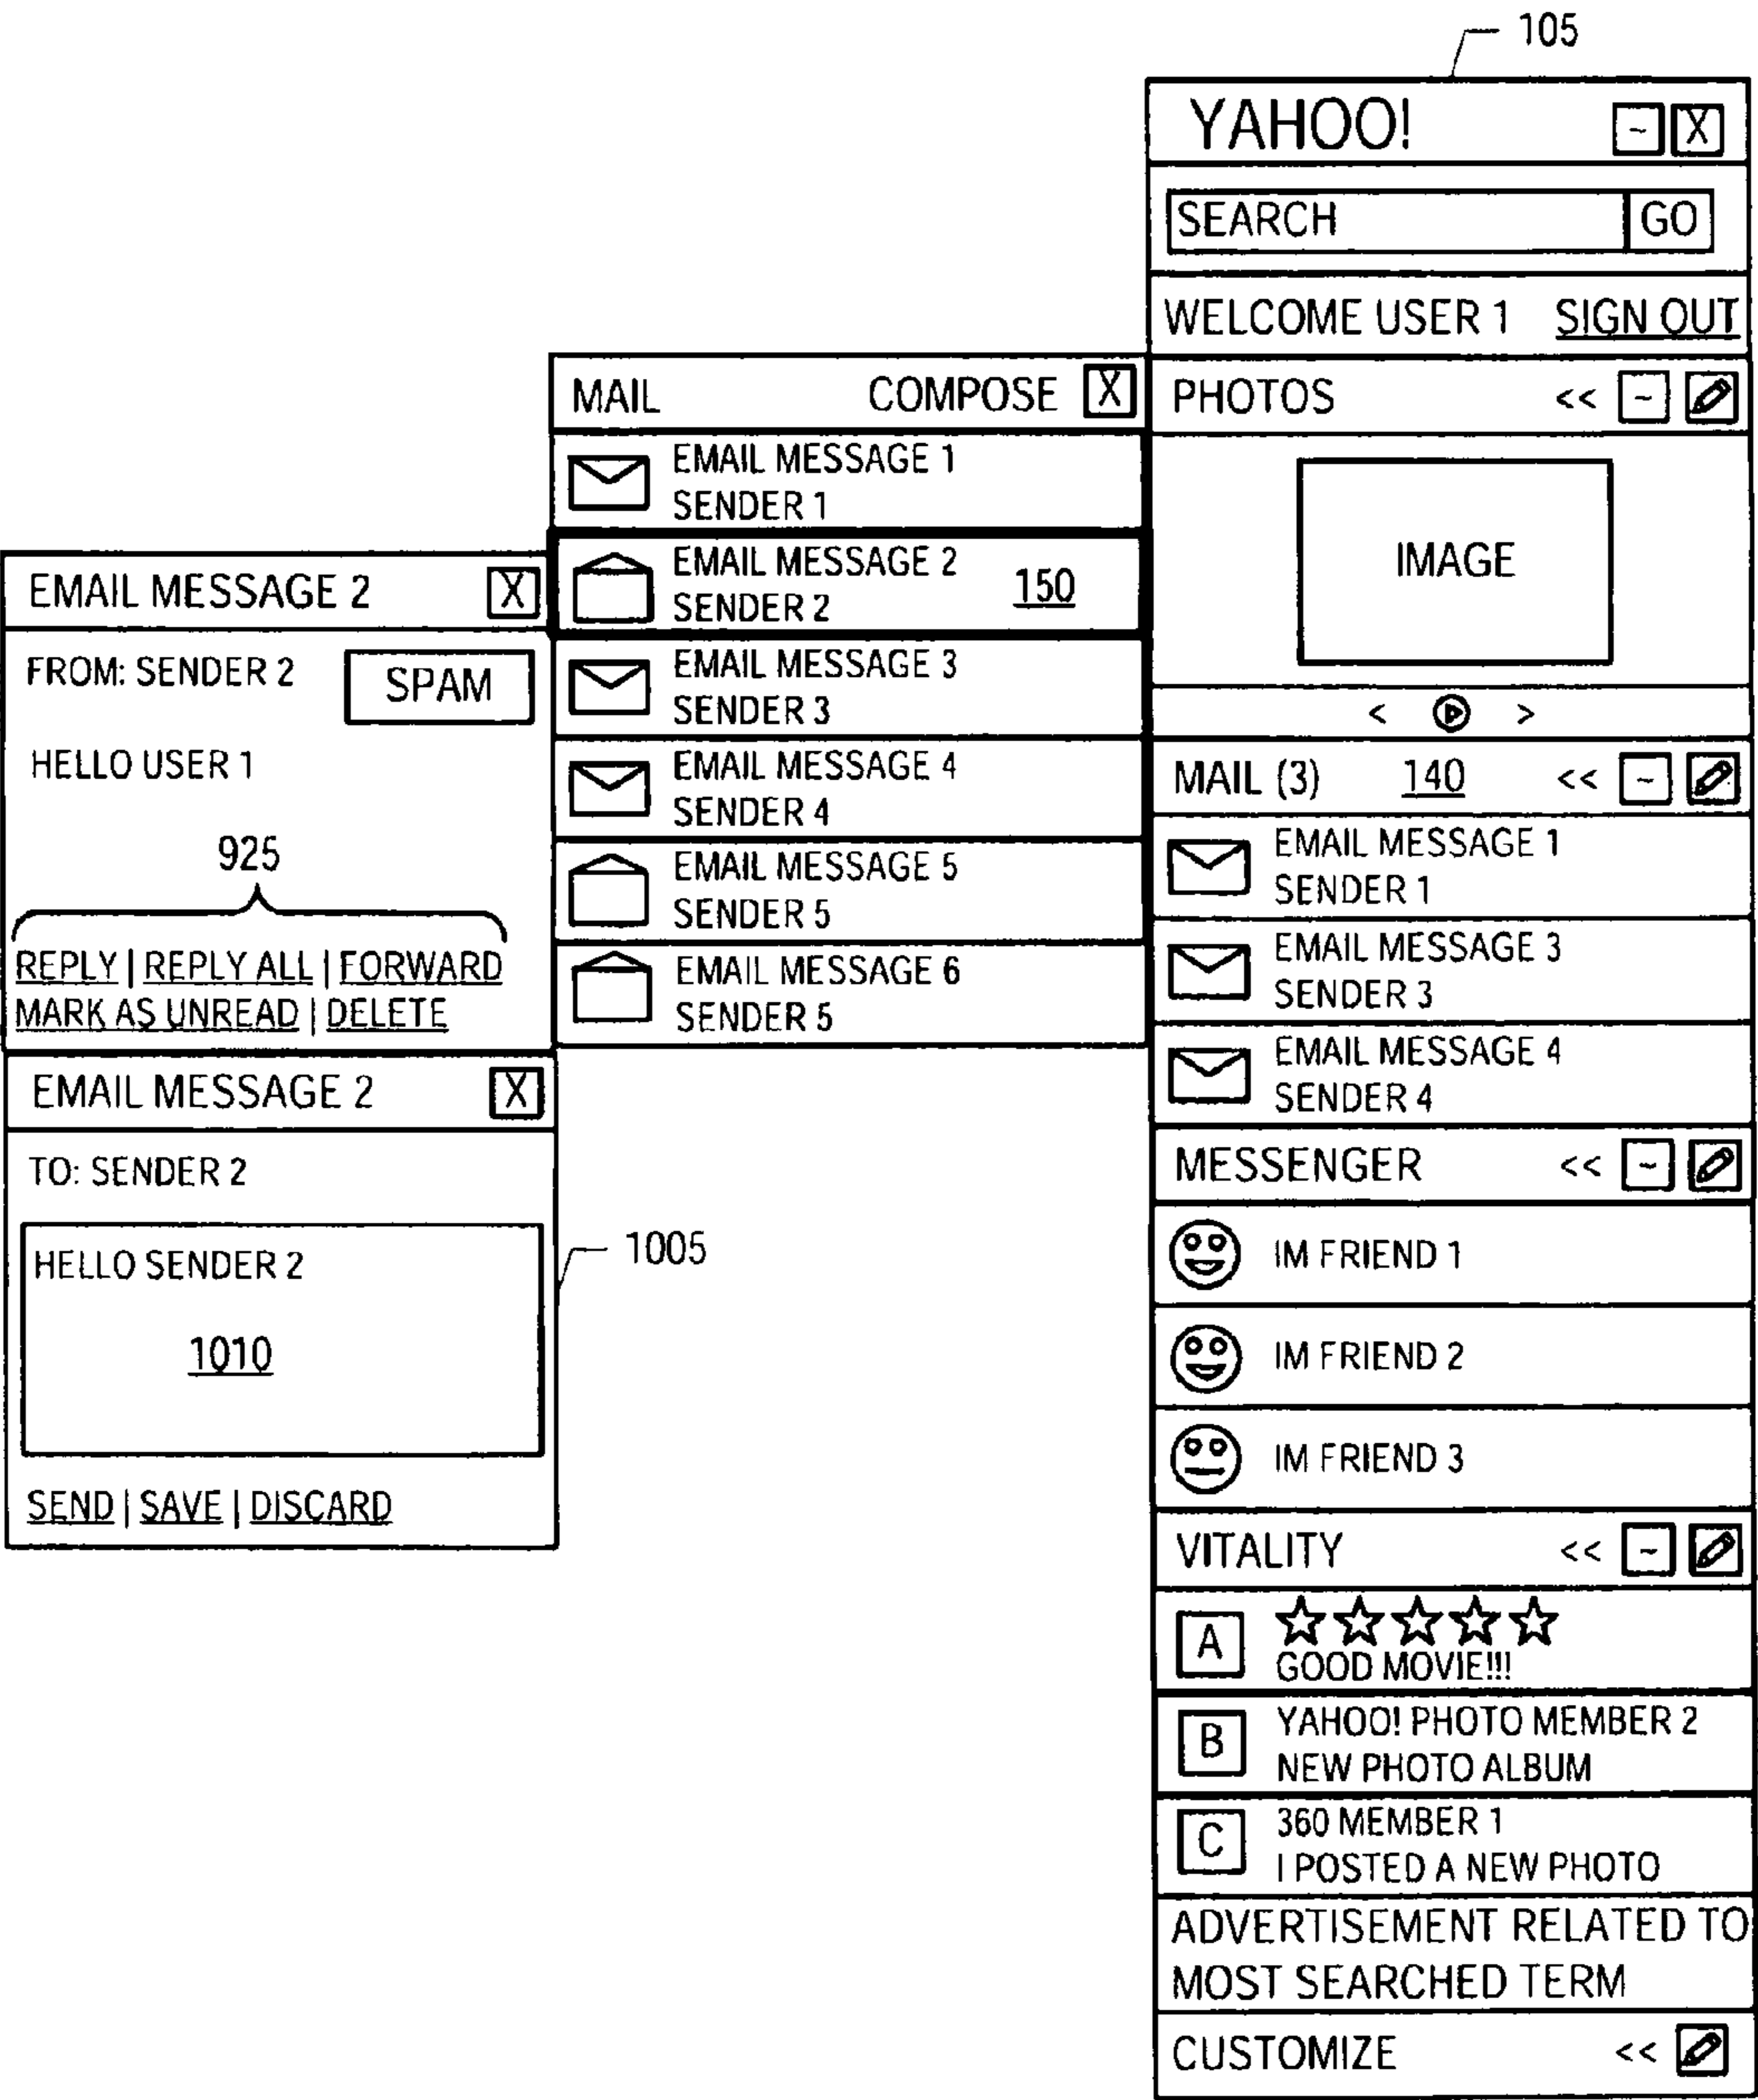 105
YAHOO! ~ X
SEARCH GO
WELCOME USER 1 SIGN OUT
PHOTOS << ~
IMAGE
< >
MAIL (3) 140 << ~
EMAIL MESSAGE 1
SENDER 1
EMAIL MESSAGE 3
SENDER 3
EMAIL MESSAGE 4
SENDER 4
MESSENGER << ~
IM FRIEND 1
IM FRIEND 2
IM FRIEND 3
VITALITY << ~
A
GOOD MOVIE!!!
B
YAHOO! PHOTO MEMBER 2
NEW PHOTO ALBUM
C
360 MEMBER 1
I POSTED A NEW PHOTO
ADVERTISEMENT RELATED TO
MOST SEARCHED TERM
CUSTOMIZE <<
MAIL COMPOSE X
EMAIL MESSAGE 1
SENDER 1
EMAIL MESSAGE 2
SENDER 2
150
EMAIL MESSAGE 3
SENDER 3
EMAIL MESSAGE 4
SENDER 4
EMAIL MESSAGE 5
SENDER 5
EMAIL MESSAGE 6
SENDER 5
EMAIL MESSAGE 2 X
FROM: SENDER 2 SPAM
HELLO USER 1
925
REPLY | REPLY ALL | FORWARD
MARK AS UNREAD | DELETE
EMAIL MESSAGE 2 X
TO: SENDER 2
HELLO SENDER 2
1010
SEND | SAVE | DISCARD
1005